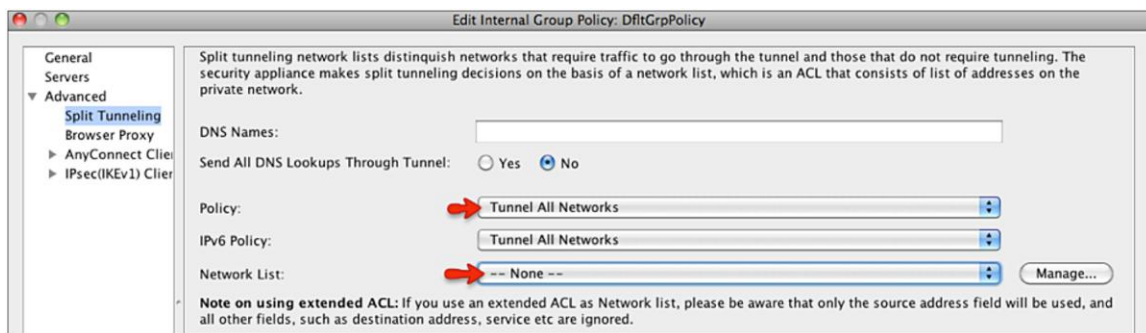 Edit Internal Group Policy: DfltGrpPolicy
General
Servers
Advanced
Split Tunneling
Browser Proxy
AnyConnect Clie
IPsec(IKEv1) Clier
Split tunneling network lists distinquish networks that require traffic to go through the tunnel and those that do not require tunneling. The
security appliance makes split tunneling decisions on the basis of a network list, which is an ACL that consists of list of addresses on the
private network.
DNS Names:
Send All DNS Lookups Through Tunnel: Yes No
Policy: Tunnel All Networks
IPv6 Policy: Tunnel All Networks
Network List: -- None -- Manage...
Note on using extended ACL: If you use an extended ACL as Network list, please be aware that only the source address field will be used, and
all other fields, such as destination address, service etc are ignored.